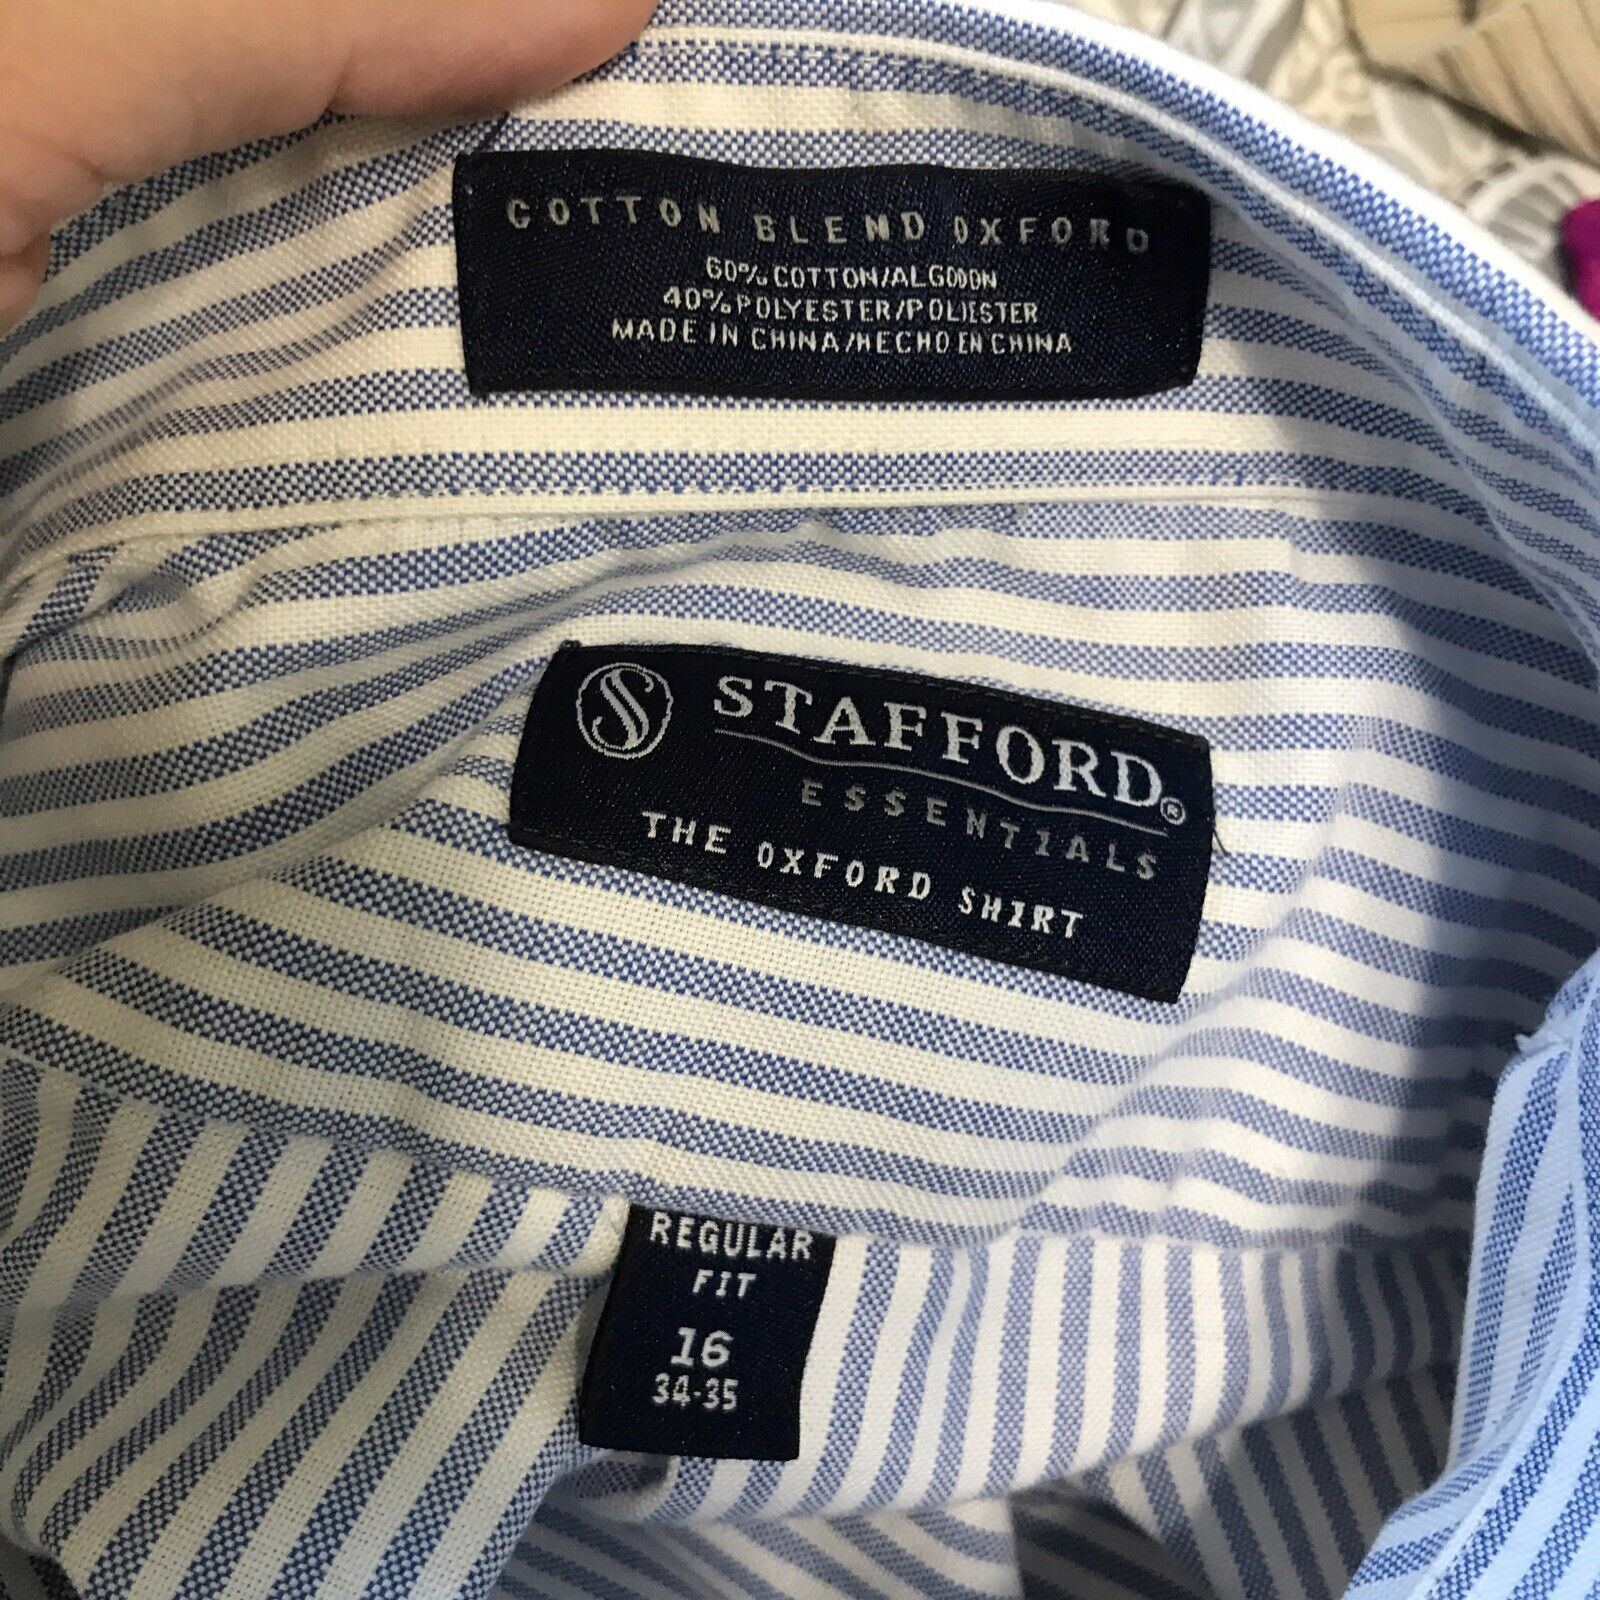 COTTON BLEND OXFORD
60% COTTON/ALGODON
40% POLYESTER/POLIESTER
MADE IN CHINA/HECHO EN CHINA
S STAFFORD®
ESSENTIALS
THE OXFORD SHIRT
REGULAR
FIT
16
34-35